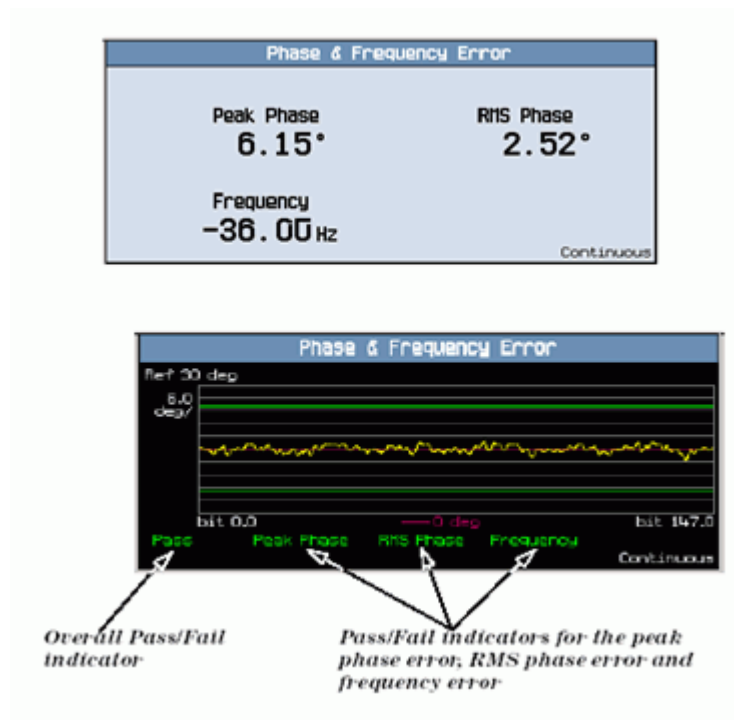 Phase & Frequency Error
Peak Phase
RMS Phase
6.15°
2.52°
Frequency
-36.00 Hz
Continuous
Phase & Frequency Error
Ref 30 deg
6.0
deg/
bit 0.0
0 deg
bit 147.0
Pass
Peak Phase
RMS Phase
Frequency
Continuous
Overall Pass/Fail
indicator
Pass/Fail indicators for the peak
phase error, RMS phase error and
frequency error